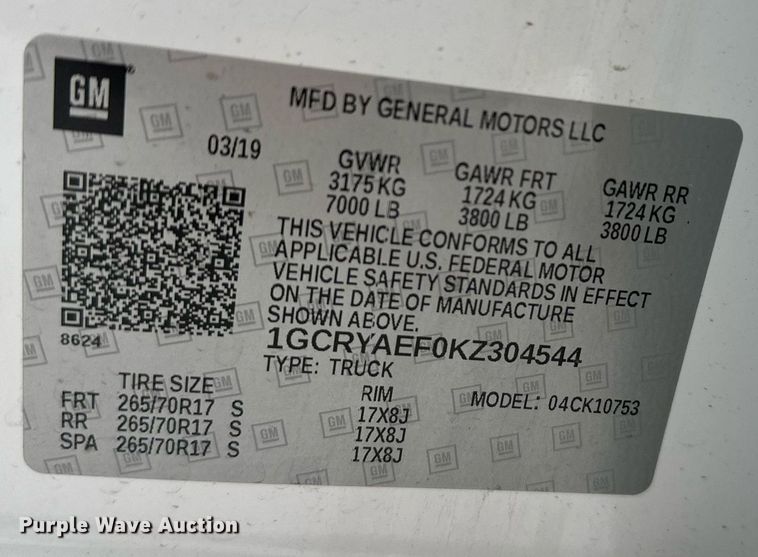 GM
MFD BY GENERAL MOTORS LLC
03/19
GVWR GAWR FRT GAWR RR
3175 KG 1724 KG 1724 KG
7000 LB 3800 LB 3800 LB
THIS VEHICLE CONFORMS TO ALL
APPLICABLE U.S. FEDERAL MOTOR
VEHICLE SAFETY STANDARDS IN EFFECT
ON THE DATE OF MANUFACTURE
SHOWN ABOVE.
8624
1GCRYAEF0KZ304544
TYPE: TRUCK
TIRE SIZE RIM MODEL: 04CK10753
FRT 265/70R17 S 17X8J
RR 265/70R17 S 17X8J
SPA 265/70R17 S 17X8J
Purple Wave Auction